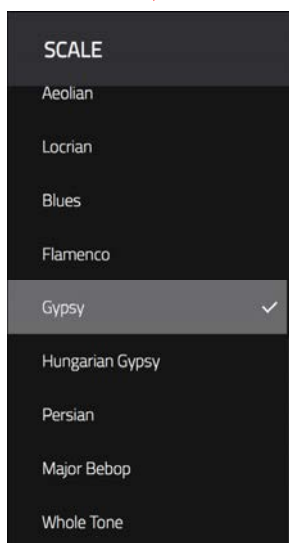 SCALE
Aeolian
Locrian
Blues
Flamenco
Gypsy
Hungarian Gypsy
Persian
Major Bebop
Whole Tone